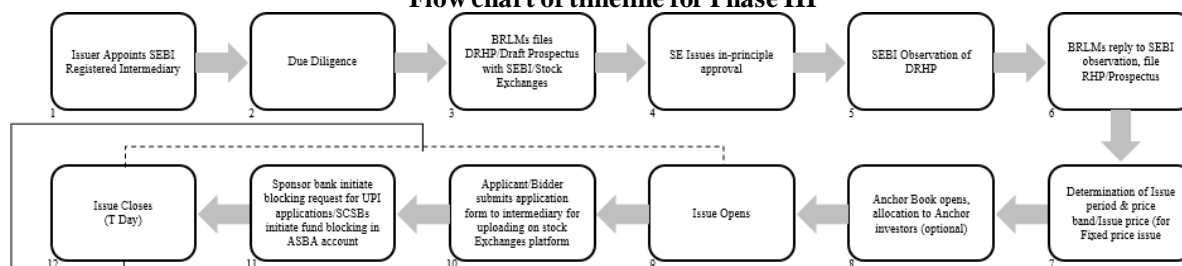 Flow chart of timeline for Phase III
Issuer Appoints SEBI
Registered Intermediary
1
Due Diligence
2
BRLMs files
DRHP/Draft Prospectus
with SEBI/Stock
Exchanges
3
SE Issues in-principle
approval
4
SEBI Observation of
DRHP
5
BRLMs reply to SEBI
observation, file
RHP/Prospectus
6
Issue Closes
(T Day)
12
Sponsor bank initiate
blocking request for UPI
applications/SCSBs
initiate fund blocking in
ASBA account
11
Applicant/Bidder
submits application
form to intermediary for
uploading on stock
Exchanges platform
10
Issue Opens
9
Anchor Book opens,
allocation to Anchor
investors (optional)
8
Determination of Issue
period & price
band/Issue price (for
Fixed price issue
7